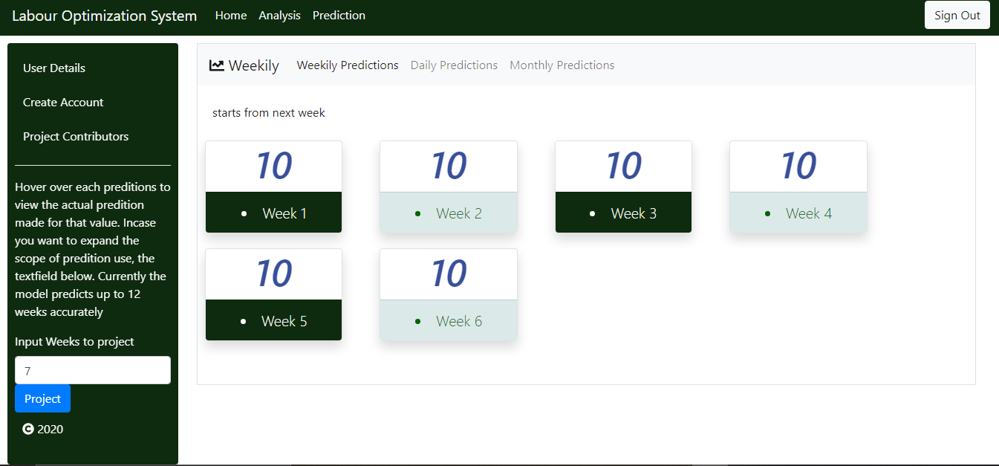 Labour Optimization System Home Analysis Prediction Sign Out
User Details
Create Account
Project Contributors
Hover over each preditions to
view the actual predition
made for that value. Incase
you want to expand the
scope of predition use, the
textfield below. Currently the
model predicts up to 12
weeks accurately
Input Weeks to project
7
Project
© 2020
Weekily Weekily Predictions Daily Predictions Monthly Predictions
starts from next week
10 10 10 10
• Week 1 • Week 2 • Week 3 • Week 4
10 10
• Week 5 • Week 6